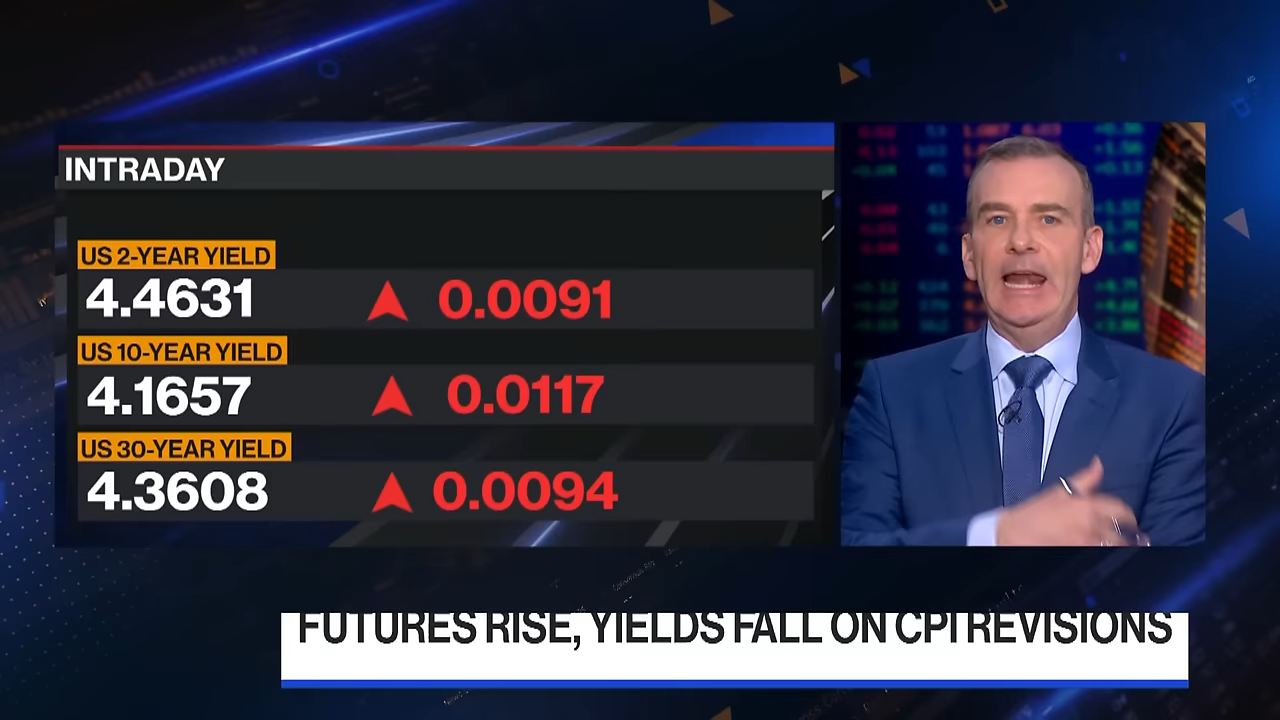 INTRADAY
US 2-YEAR YIELD
4.4631 ▲ 0.0091
US 10-YEAR YIELD
4.1657 ▲ 0.0117
US 30-YEAR YIELD
4.3608 ▲ 0.0094
FUTURES RISE, YIELDS FALL ON CPI REVISIONS